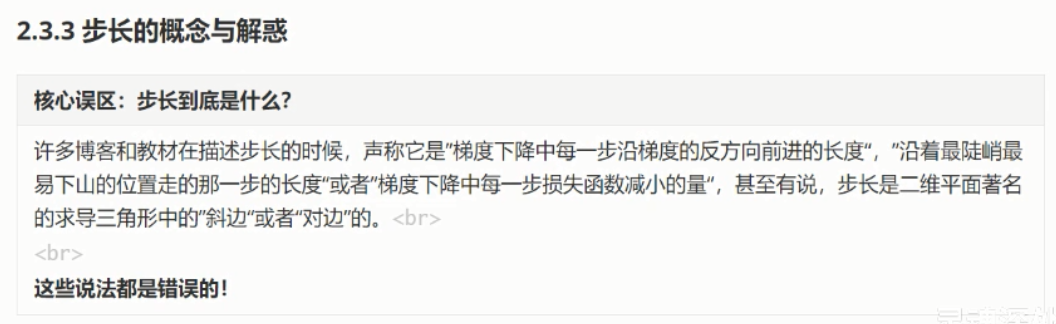 2.3.3 步长的概念与解惑
核心误区：步长到底是什么？
许多博客和教材在描述步长的时候，声称它是”梯度下降中每一步沿梯度的反方向前进的长度“，”沿着最陡峭最
易下山的位置走的那一步的长度“或者”梯度下降中每一步损失函数减小的量“，甚至有说，步长是二维平面著名
的求导三角形中的”斜边“或者“对边”的。<br>
<br>
这些说法都是错误的！